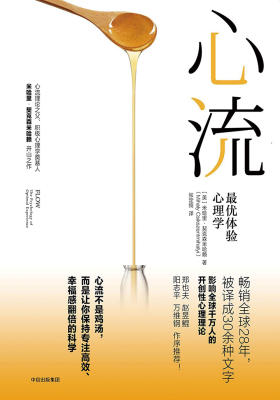 心流
最优体验
心理学
[美] 米哈里·契克森米哈赖 著
(Mihaly Csikszentmihalyi)
张定绮 译
畅销全球28年,
被译成30余种文字
影响全球千万人的
开创性心理理论
郑也夫 赵昱鲲
阳志平 万维钢 作序推荐!
心流理论之父、积极心理学奠基人
米哈里·契克森米哈赖 开山之作
FLOW
The Psychology of
Optimal Experience
心流不是鸡汤,
而是让你保持专注高效、
幸福感翻倍的科学
中信出版集团